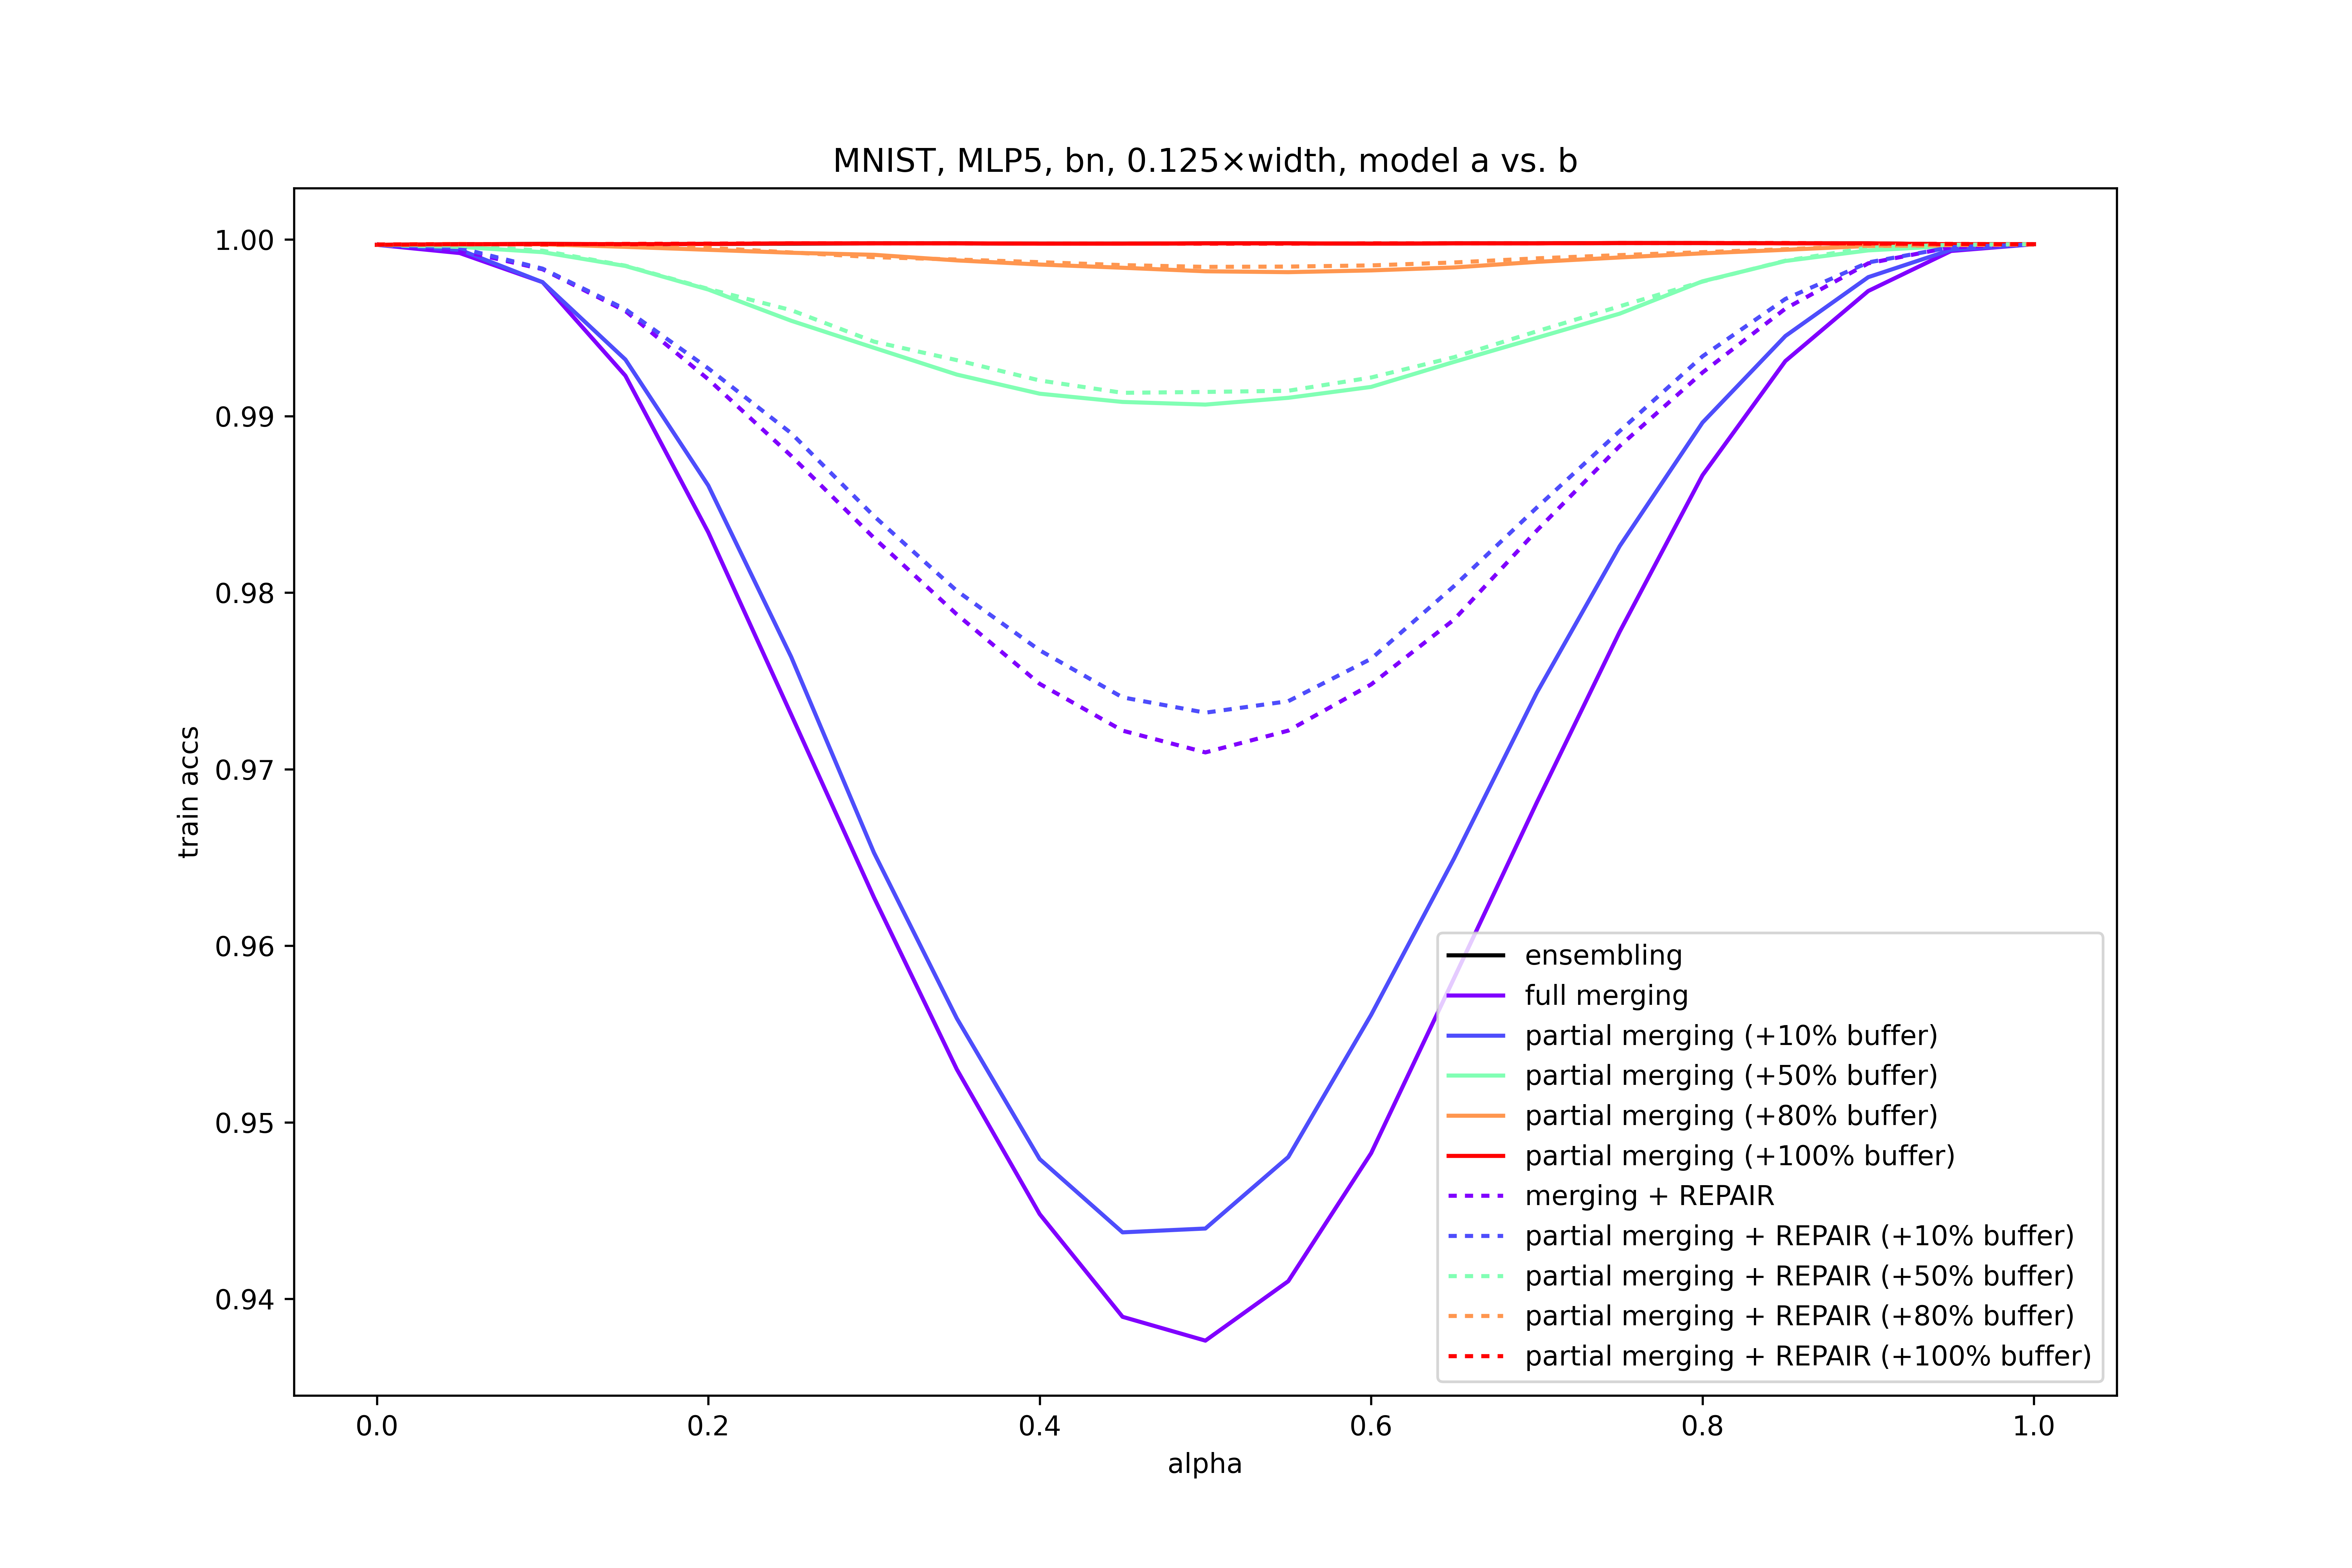 MNIST, MLP5, bn, 0.125×width, model a vs. b
1.00
0.99
0.98
0.97
0.96
0.95
0.94
train accs
ensembling
full merging
partial merging (+10% buffer)
partial merging (+50% buffer)
partial merging (+80% buffer)
partial merging (+100% buffer)
merging + REPAIR
partial merging + REPAIR (+10% buffer)
partial merging + REPAIR (+50% buffer)
partial merging + REPAIR (+80% buffer)
partial merging + REPAIR (+100% buffer)
0.0 0.2 0.4 0.6 0.8 1.0
alpha